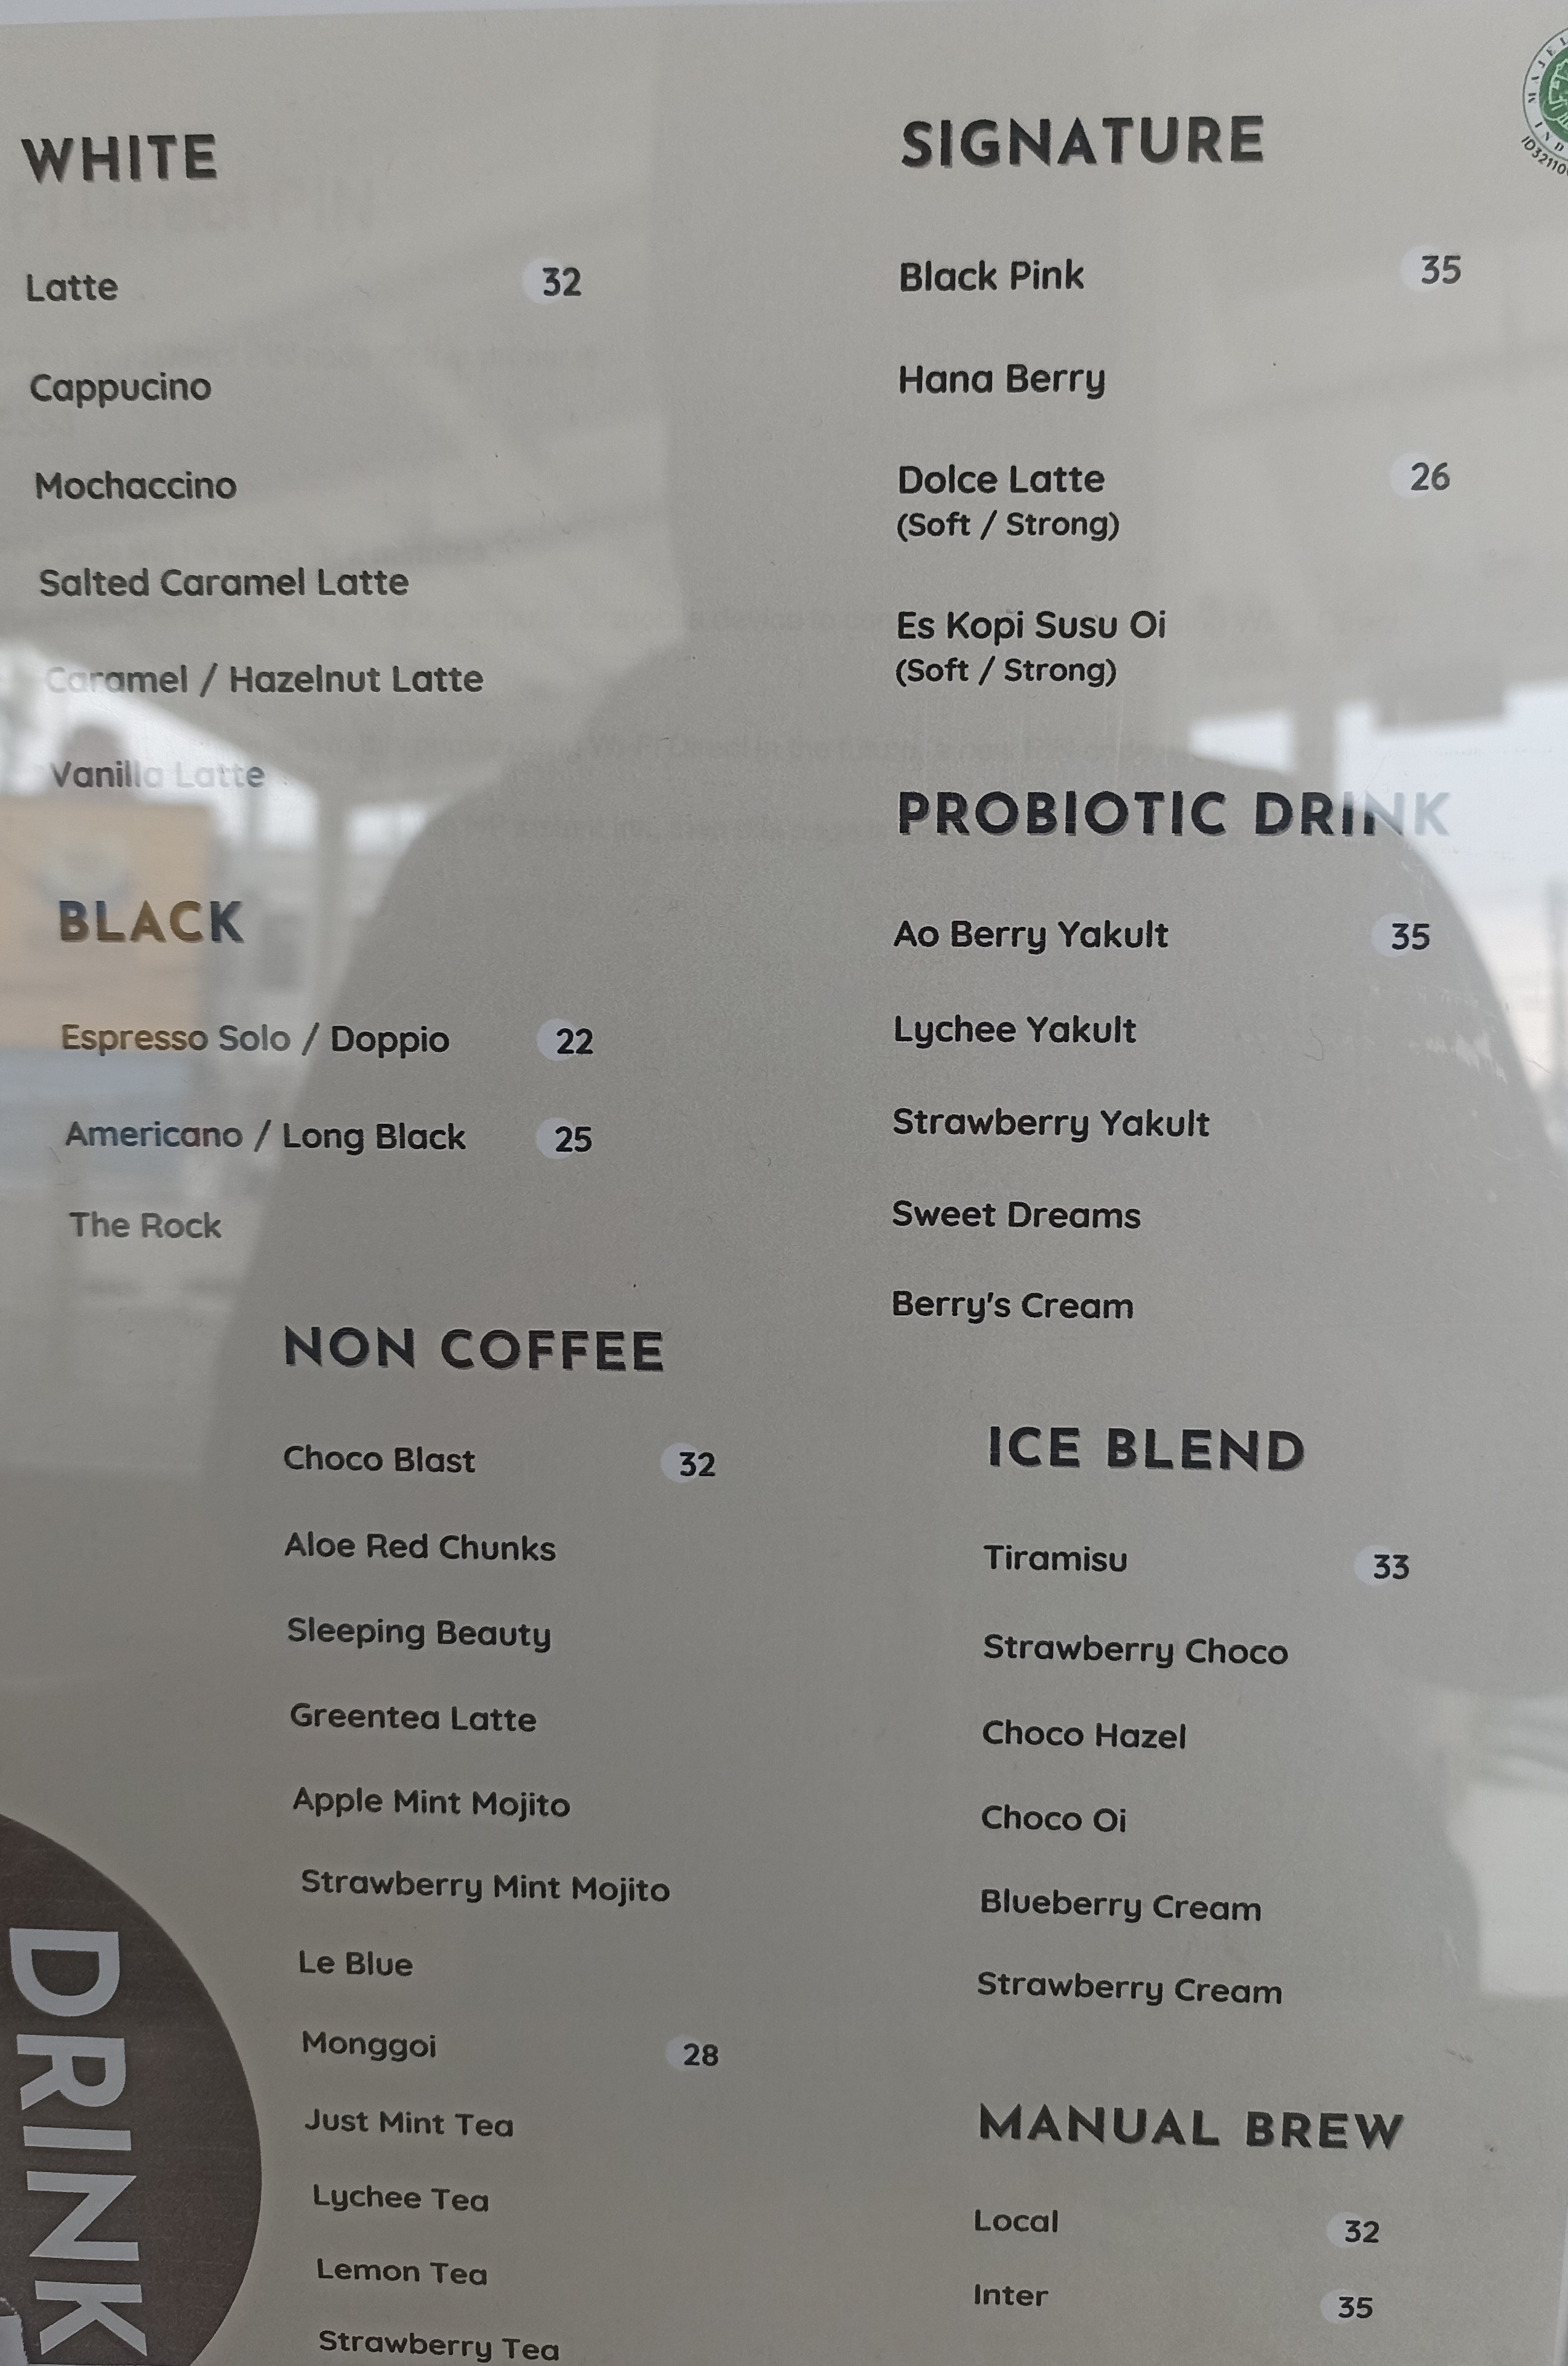 WHITE
Latte 32
Cappucino
Mochaccino
Salted Caramel Latte
Caramel / Hazelnut Latte
Vanilla Latte
BLACK
Espresso Solo / Doppio 22
Americano / Long Black 25
The Rock
NON COFFEE
Choco Blast 32
Aloe Red Chunks
Sleeping Beauty
Greentea Latte
Apple Mint Mojito
Strawberry Mint Mojito
Le Blue
Monggoi 28
Just Mint Tea
Lychee Tea
Lemon Tea
Strawberry Tea
DRINK
SIGNATURE
Black Pink 35
Hana Berry
Dolce Latte 26
(Soft / Strong)
Es Kopi Susu Oi
(Soft / Strong)
PROBIOTIC DRINK
Ao Berry Yakult 35
Lychee Yakult
Strawberry Yakult
Sweet Dreams
Berry's Cream
ICE BLEND
Tiramisu 33
Strawberry Choco
Choco Hazel
Choco Oi
Blueberry Cream
Strawberry Cream
MANUAL BREW
Local 32
Inter 35